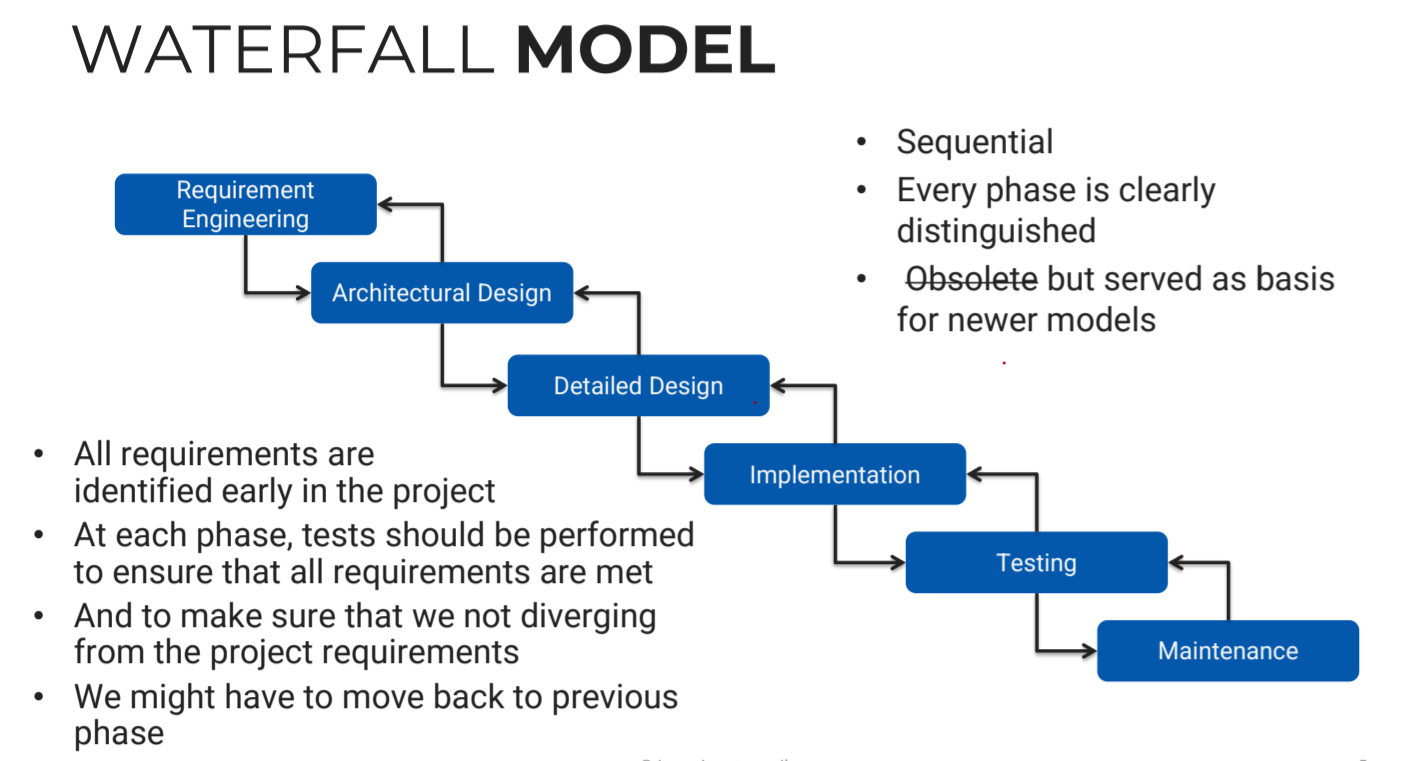 WATERFALL MODEL
• Sequential
• Every phase is clearly
distinguished
• Obsolete but served as basis
for newer models
Requirement
Engineering
Architectural Design
Detailed Design
Implementation
Testing
Maintenance
• All requirements are
identified early in the project
• At each phase, tests should be performed
to ensure that all requirements are met
• And to make sure that we not diverging
from the project requirements
• We might have to move back to previous
phase